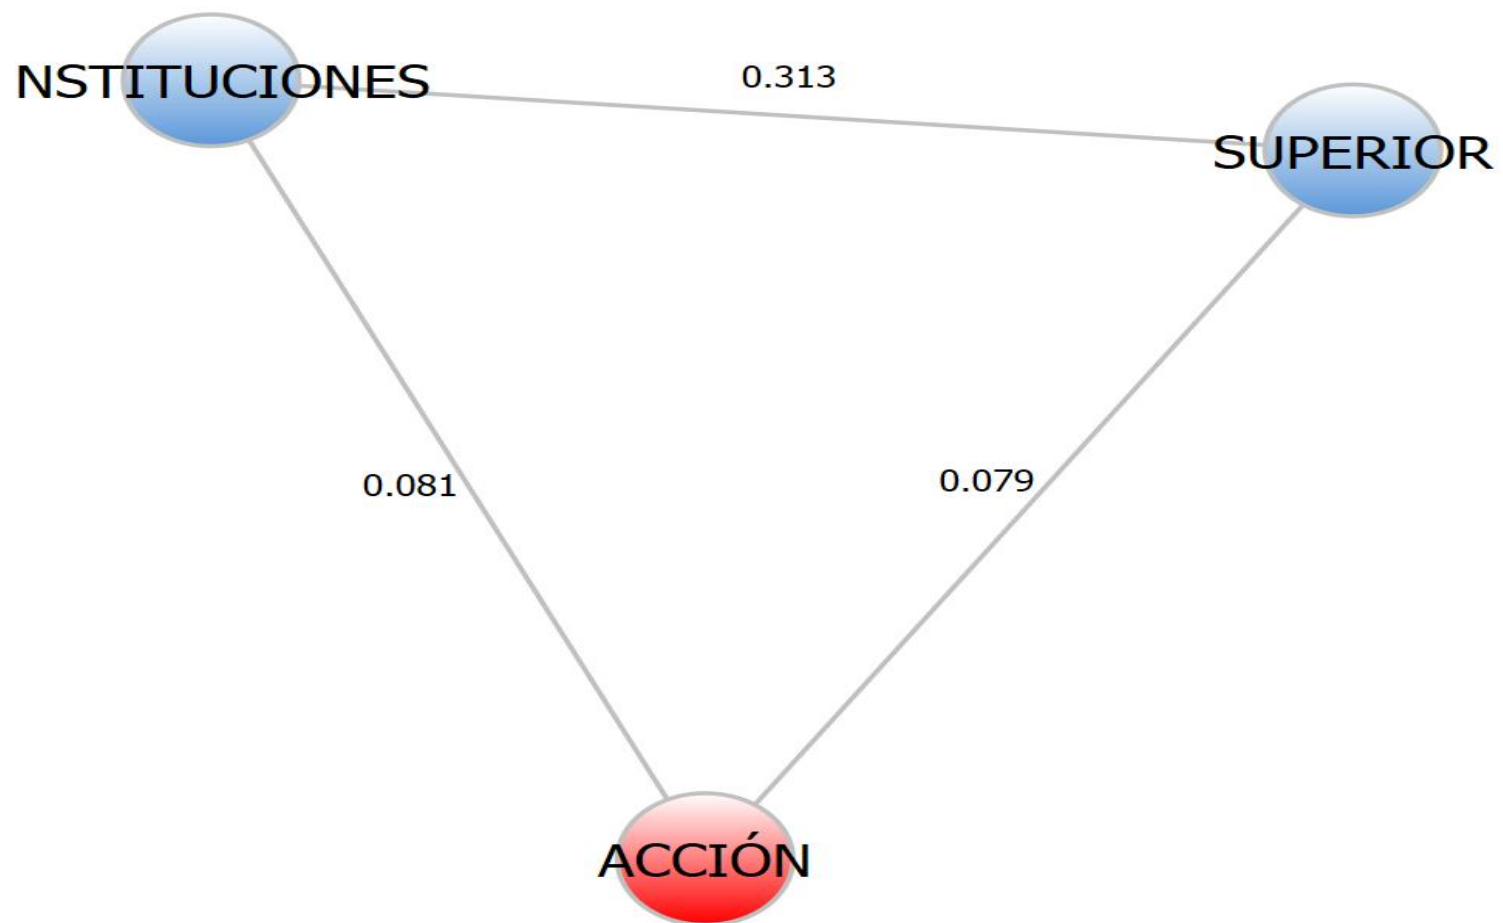 NSTITUCIONES
0.313
SUPERIOR
0.081
0.079
ACCIÓN